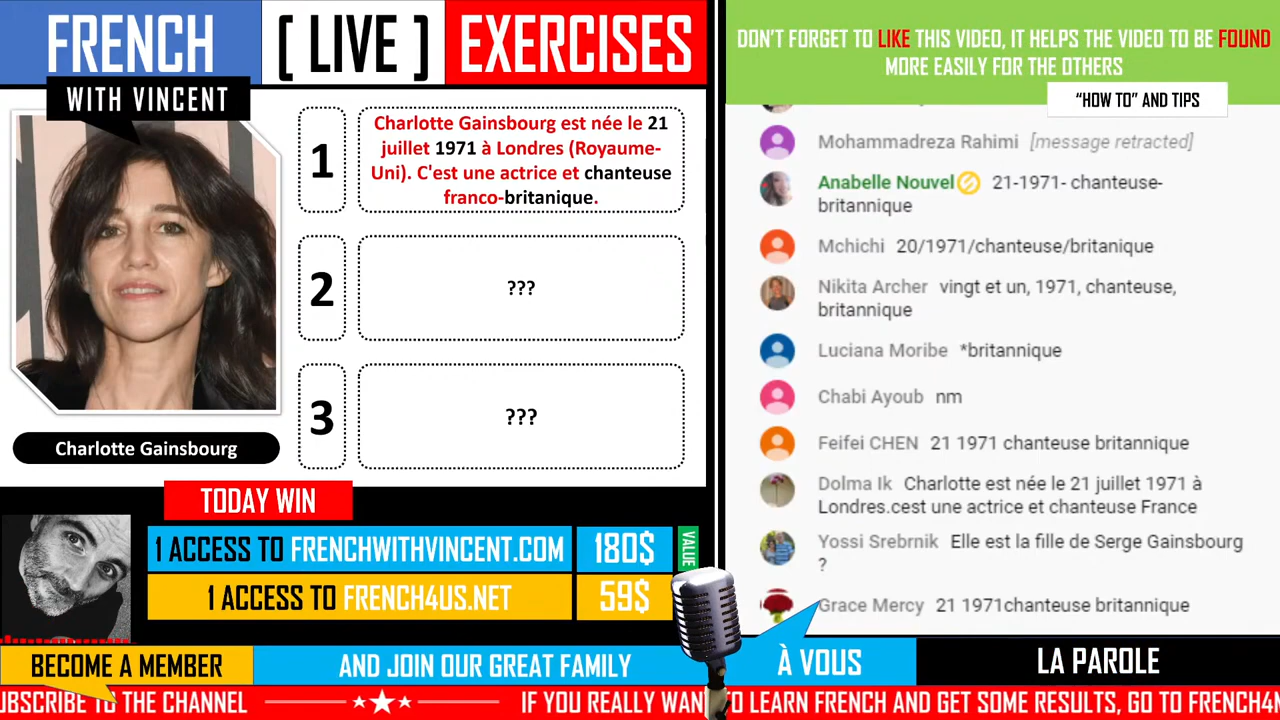 FRENCH
[ LIVE ]
EXERCISES
WITH VINCENT
1
Charlotte Gainsbourg est née le 21
juillet 1971 à Londres (Royaume-
Uni). C'est une actrice et chanteuse
franco-britanique.
2
???
3
???
Charlotte Gainsbourg
TODAY WIN
1 ACCESS TO FRENCHWITHVINCENT.COM
180$
VALUE
1 ACCESS TO FRENCH4US.NET
59$
DON'T FORGET TO LIKE THIS VIDEO, IT HELPS THE VIDEO TO BE FOUND
MORE EASILY FOR THE OTHERS
“HOW TO” AND TIPS
Mohammadreza Rahimi [message retracted]
Anabelle Nouvel 21-1971- chanteuse-
britannique
Mchichi 20/1971/chanteuse/britanique
Nikita Archer vingt et un, 1971, chanteuse,
britannique
Luciana Moribe *britannique
Chabi Ayoub nm
Feifei CHEN 21 1971 chanteuse britannique
Dolma Ik Charlotte est née le 21 juillet 1971 à
Londres.cest une actrice et chanteuse France
Yossi Srebrnik Elle est la fille de Serge Gainsbourg
?
Grace Mercy 21 1971chanteuse britannique
BECOME A MEMBER
AND JOIN OUR GREAT FAMILY
À VOUS
LA PAROLE
UBSCRIBE TO THE CHANNEL
IF YOU REALLY WANT TO LEARN FRENCH AND GET SOME RESULTS, GO TO FRENCH4